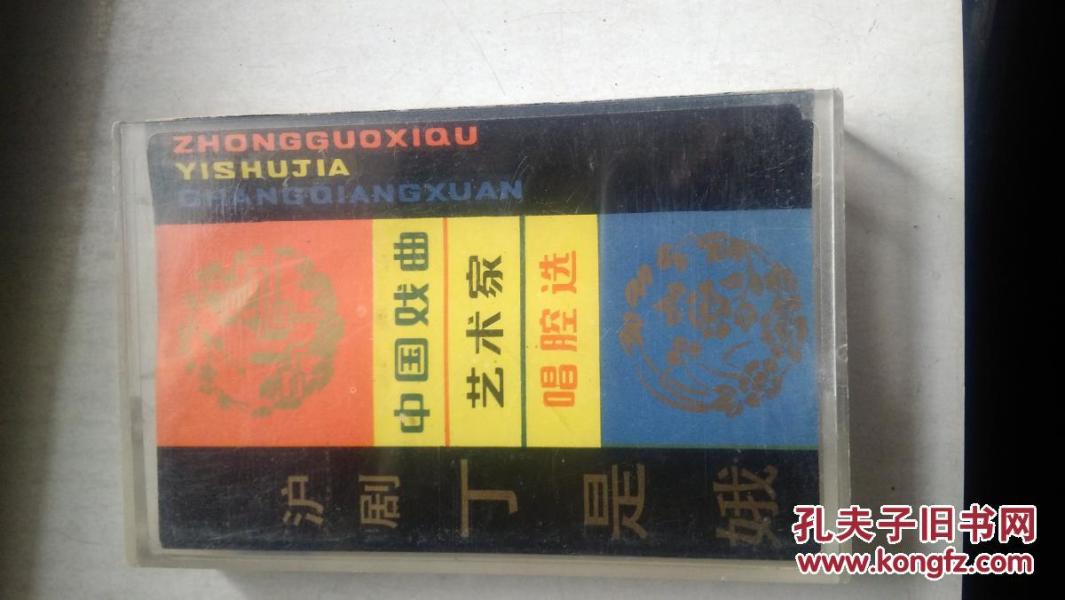 ZHONGGUOXIQU
YISHUJIA
CHANGQIANGXUAN
中国戏曲
艺术家
唱腔选
沪剧 丁是娥
孔夫子旧书网
www.kongfz.com